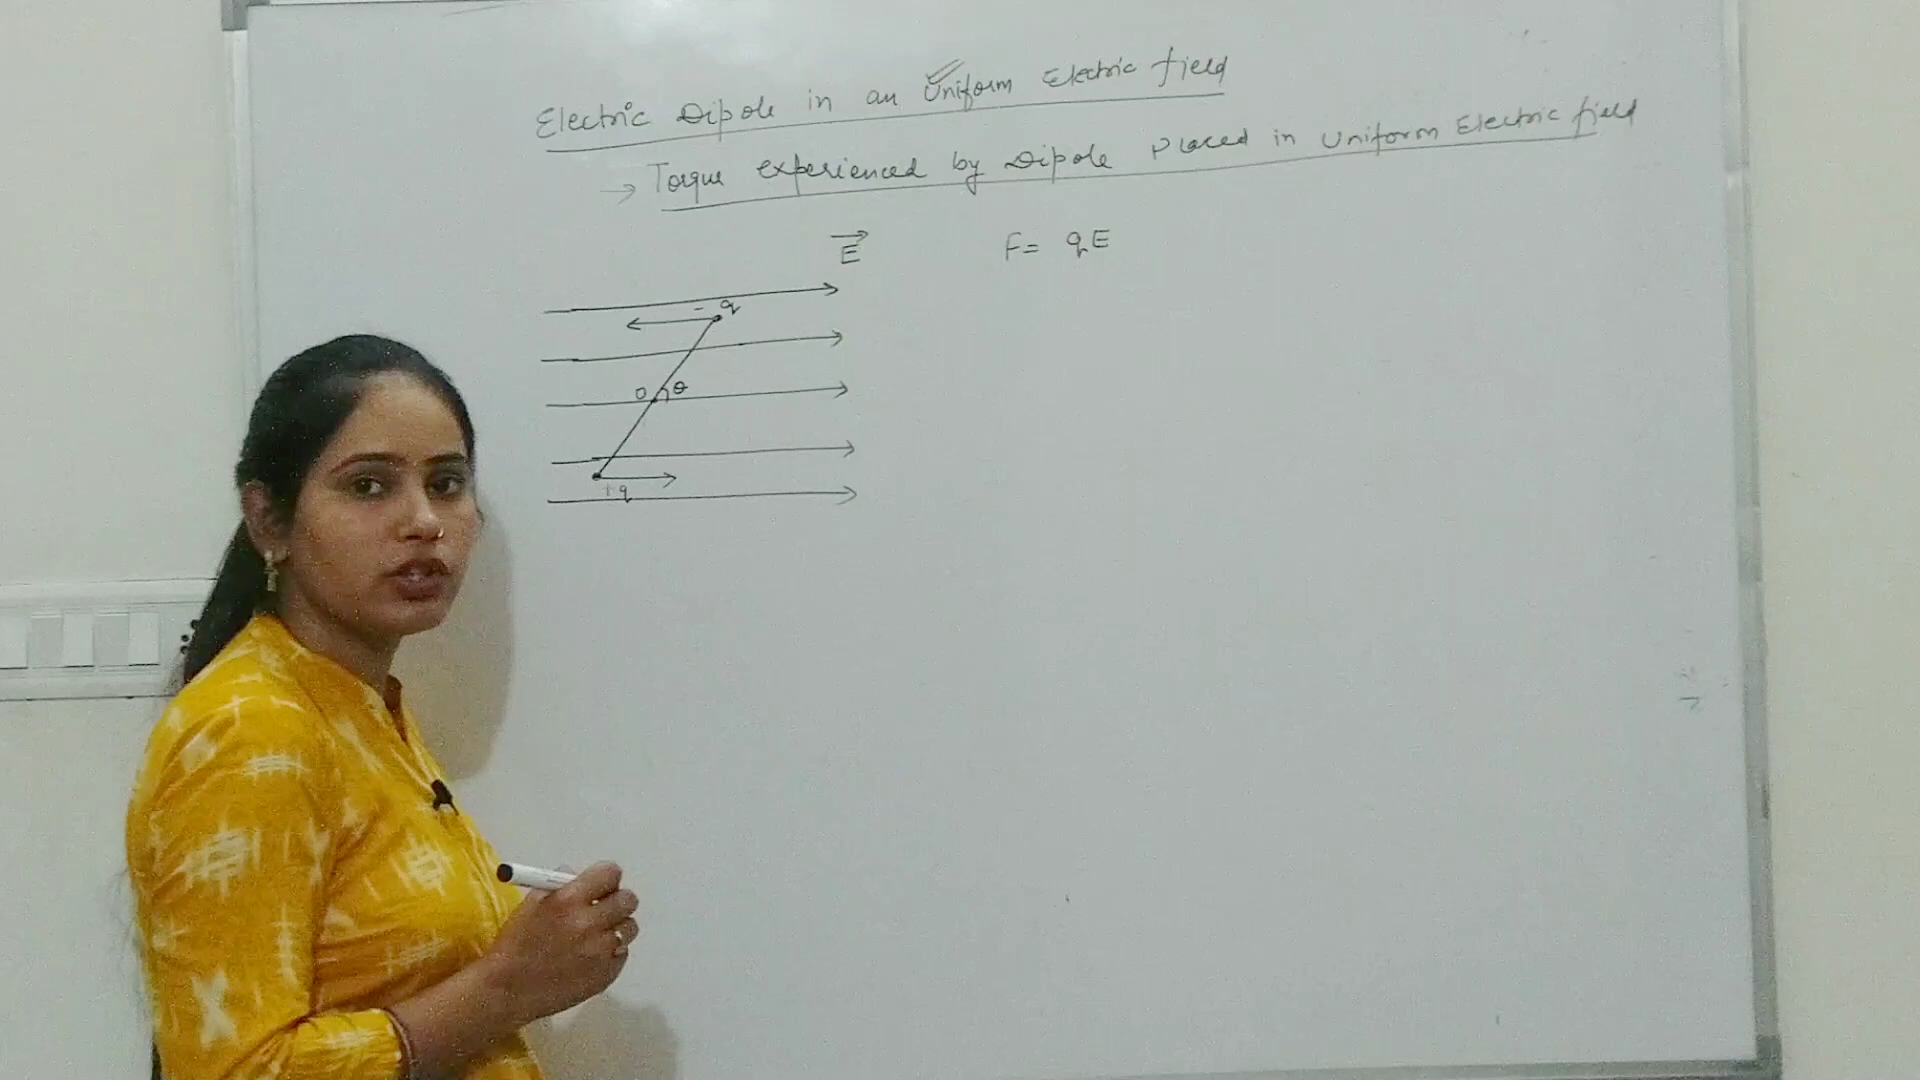 Electric Dipole in an Uniform Electric field
→ Torque experienced by Dipole Placed in Uniform Electric field
E
F= qE
- q
O θ
+ q